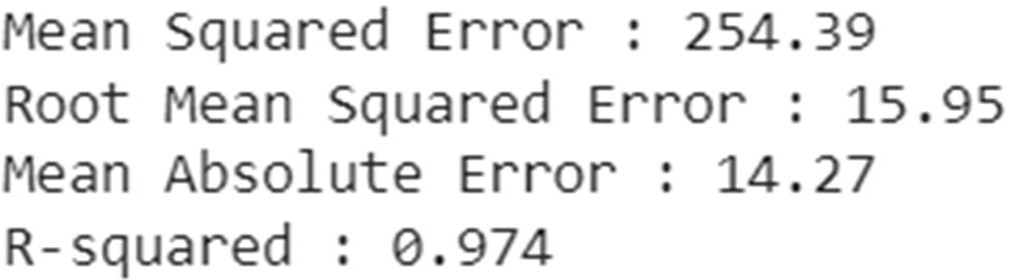 Mean Squared Error : 254.39
Root Mean Squared Error : 15.95
Mean Absolute Error : 14.27
R-squared : 0.974